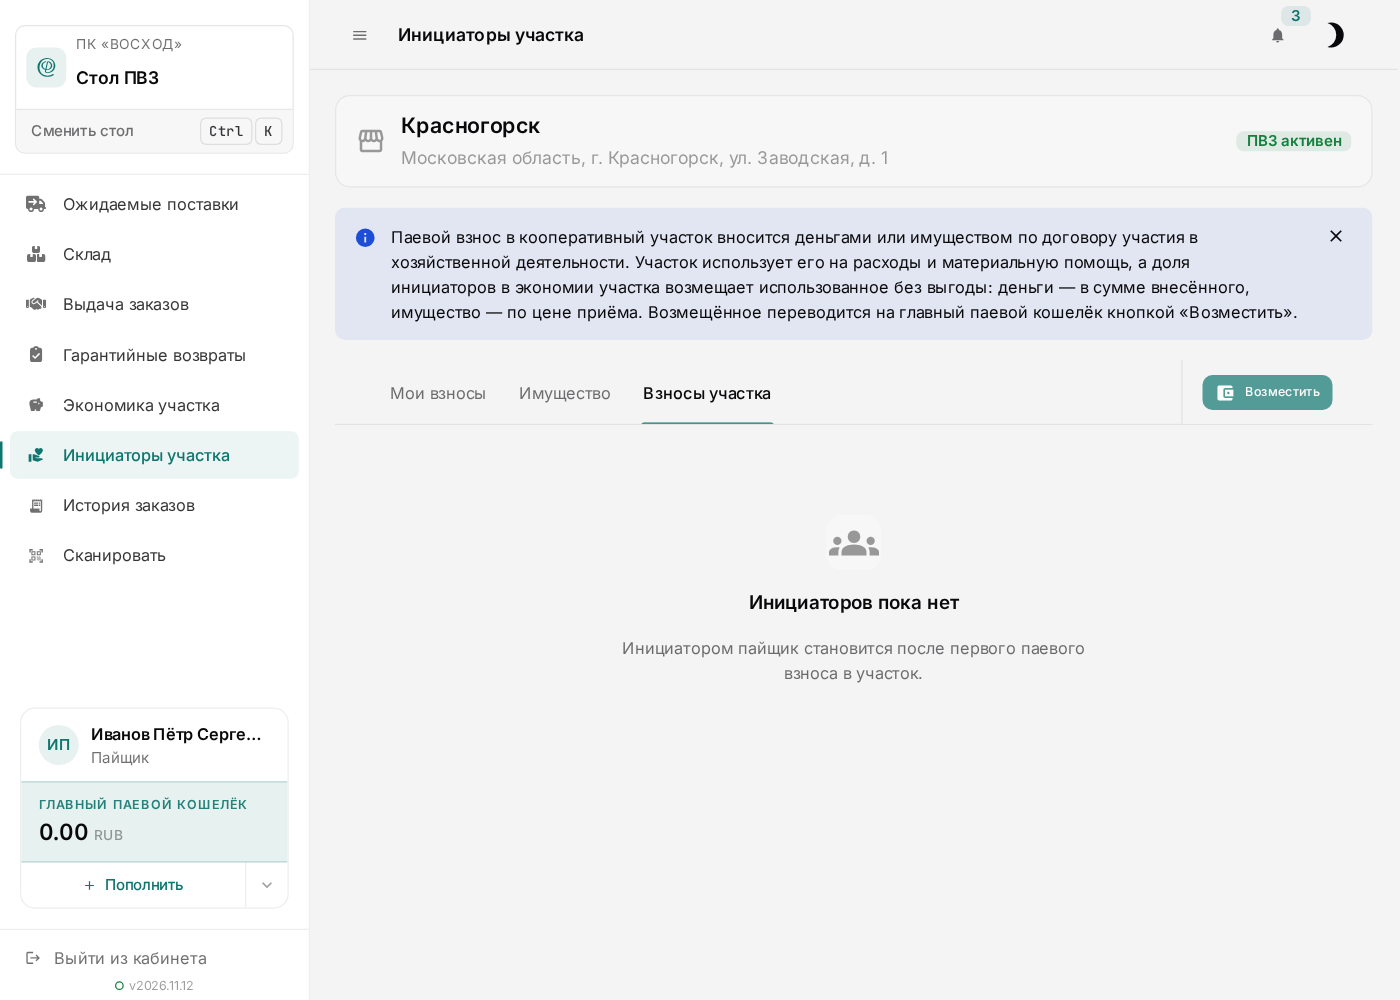 ПК «ВОСХОД»
Стол ПВЗ
Сменить стол
Ctrl K
Ожидаемые поставки
Склад
Выдача заказов
Гарантийные возвраты
Экономика участка
Инициаторы участка
История заказов
Сканировать
ИП
Иванов Пётр Серге...
Пайщик
ГЛАВНЫЙ ПАЕВОЙ КОШЕЛЁК
0.00 RUB
+ Пополнить
Выйти из кабинета
v2026.11.12
Инициаторы участка
3
Красногорск
Московская область, г. Красногорск, ул. Заводская, д. 1
ПВЗ активен
Паевой взнос в кооперативный участок вносится деньгами или имуществом по договору участия в
хозяйственной деятельности. Участок использует его на расходы и материальную помощь, а доля
инициаторов в экономии участка возмещает использованное без выгоды: деньги — в сумме внесённого,
имущество — по цене приёма. Возмещённое переводится на главный паевой кошелёк кнопкой «Возместить».
Мои взносы
Имущество
Взносы участка
Возместить
Инициаторов пока нет
Инициатором пайщик становится после первого паевого
взноса в участок.